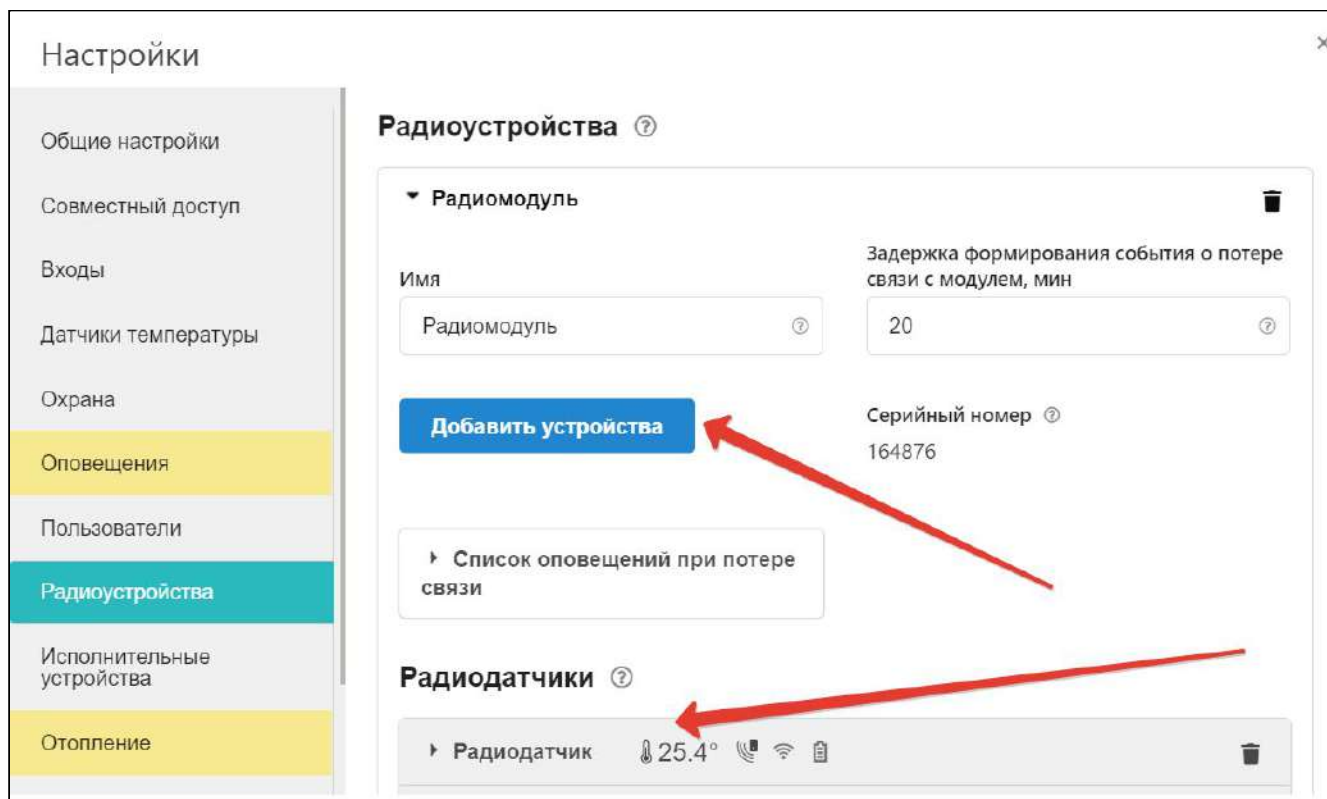 Настройки
Общие настройки
Совместный доступ
Входы
Датчики температуры
Охрана
Оповещения
Пользователи
Радиоустройства
Исполнительные
устройства
Отопление
Радиоустройства
Радиомодуль
Имя
Радиомодуль
Задержка формирования события о потере
связи с модулем, мин
20
Добавить устройства
Серийный номер
164876
Список оповещений при потере
связи
Радиодатчики
Радиодатчик 25.4°